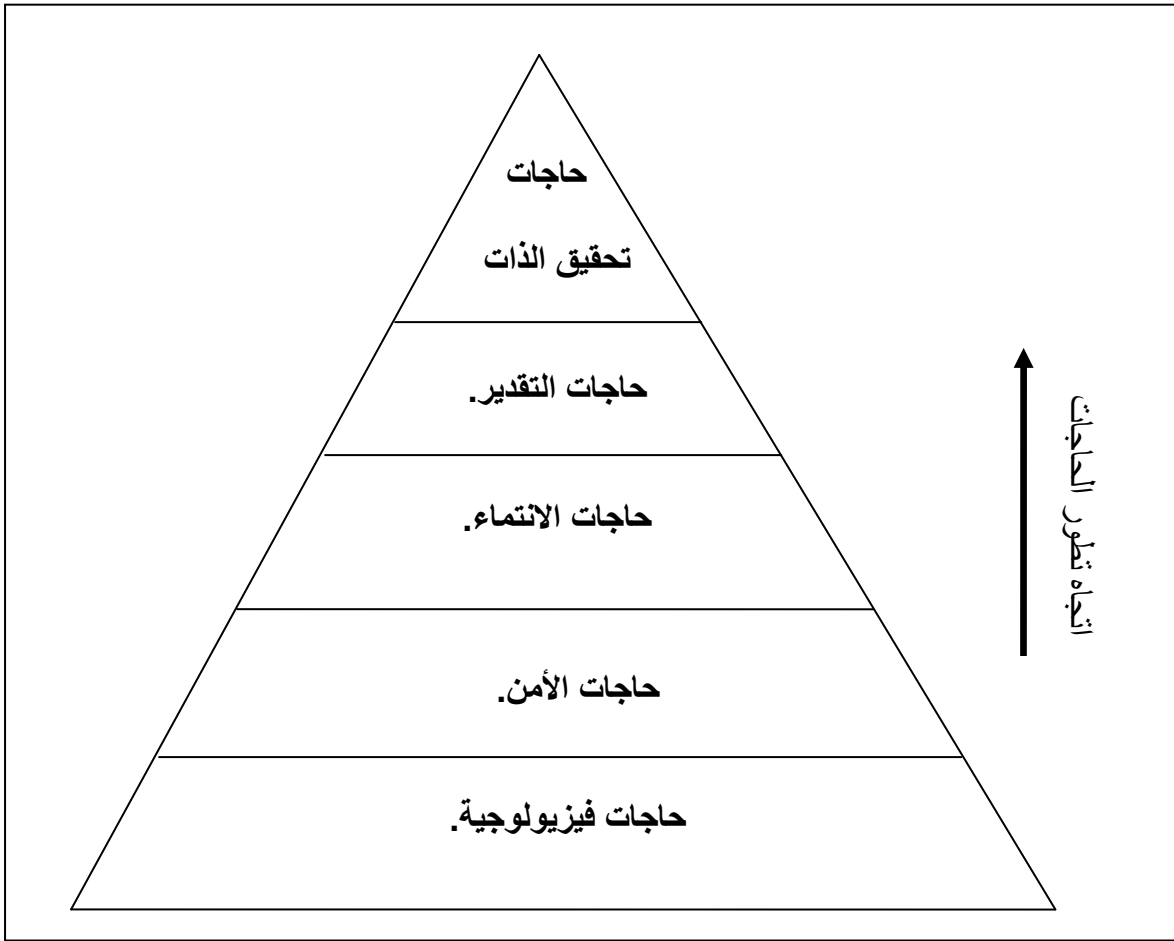 حاجات
تحقيق الذات
حاجات التقدير.
حاجات الانتماء.
حاجات الأمن.
حاجات فيزيولوجية.
اتجاه تطور الحاجات